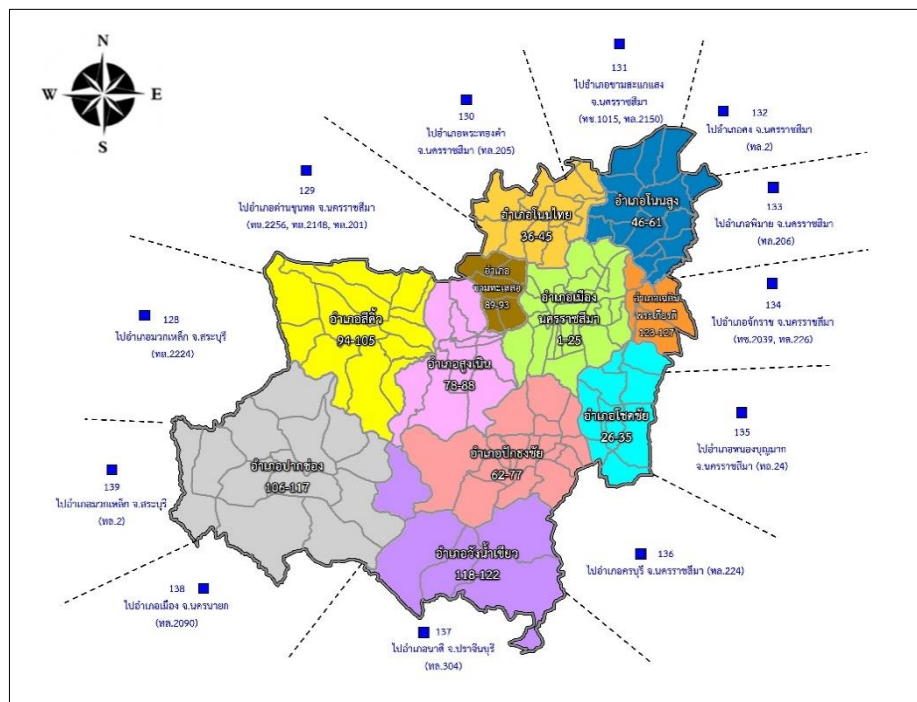 N
W
E
S
131
ไปอำเภอขามสะแกแสง
จ.นครราชสีมา
(ทช.1015, ทล.2150)
130
ไปอำเภอพระทองคำ
จ.นครราชสีมา (ทล.205)
132
ไปอำเภอคง จ.นครราชสีมา
(ทล.2)
129
ไปอำเภอด่านขุนทด จ.นครราชสีมา
(ทล.2256, ทล.2148, ทล.201)
133
ไปอำเภอพิมาย จ.นครราชสีมา
(ทล.206)
อำเภอโนนสูง
46-61
อำเภอโนนไทย
36-45
อำเภอ
ขามทะเลสอ
89-93
อำเภอเมือง
นครราชสีมา
1-25
อำเภอเฉลิม
พระเกียรติ
123-127
134
ไปอำเภอจักราช จ.นครราชสีมา
(ทช.2039, ทล.226)
128
ไปอำเภอมวกเหล็ก จ.สระบุรี
(ทล.2224)
อำเภอสีคิ้ว
94-105
อำเภอสูงเนิน
78-88
อำเภอโชคชัย
26-35
135
ไปอำเภอหนองบุญมาก
จ.นครราชสีมา (ทล.24)
อำเภอปักธงชัย
62-77
อำเภอปากช่อง
106-117
139
ไปอำเภอมวกเหล็ก จ.สระบุรี
(ทล.2)
อำเภอวังน้ำเขียว
118-122
136
ไปอำเภอครบุรี จ.นครราชสีมา (ทล.224)
138
ไปอำเภอเมือง จ.นครนายก
(ทล.2090)
137
ไปอำเภอนาดี จ.ปราจีนบุรี
(ทล.304)